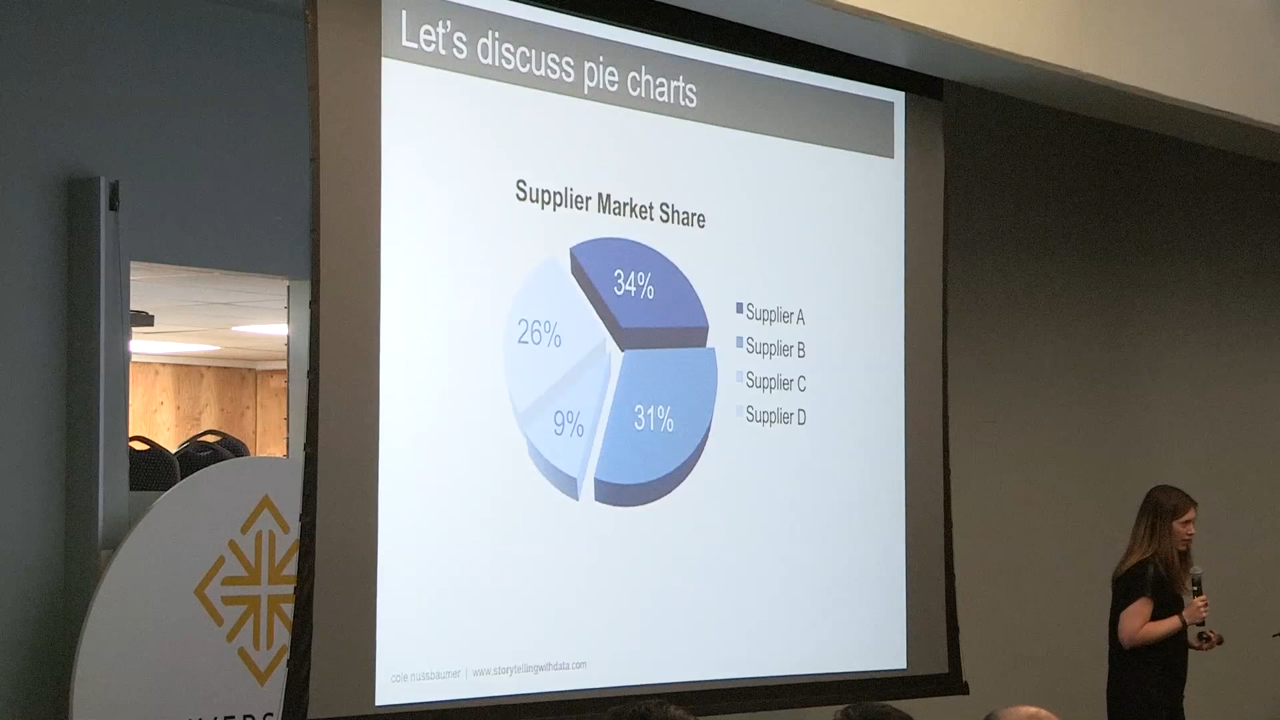 Let's discuss pie charts
Supplier Market Share
34%
26%
9%
31%
Supplier A
Supplier B
Supplier C
Supplier D
cole nussbaumer | www.storytellingwithdata.com